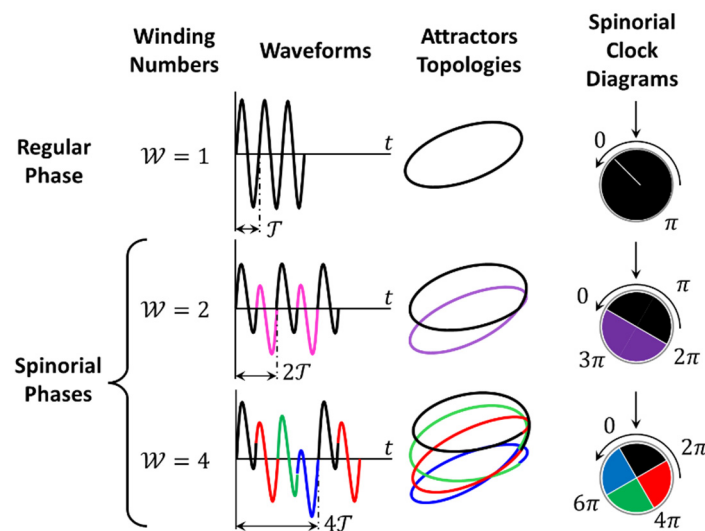 Winding Numbers
Waveforms
Attractors Topologies
Spinorial Clock Diagrams
Regular Phase
𝒲 = 1
t
𝒯
0
π
Spinorial Phases
𝒲 = 2
t
2𝒯
0
π
3π
2π
𝒲 = 4
t
4𝒯
0
2π
6π
4π